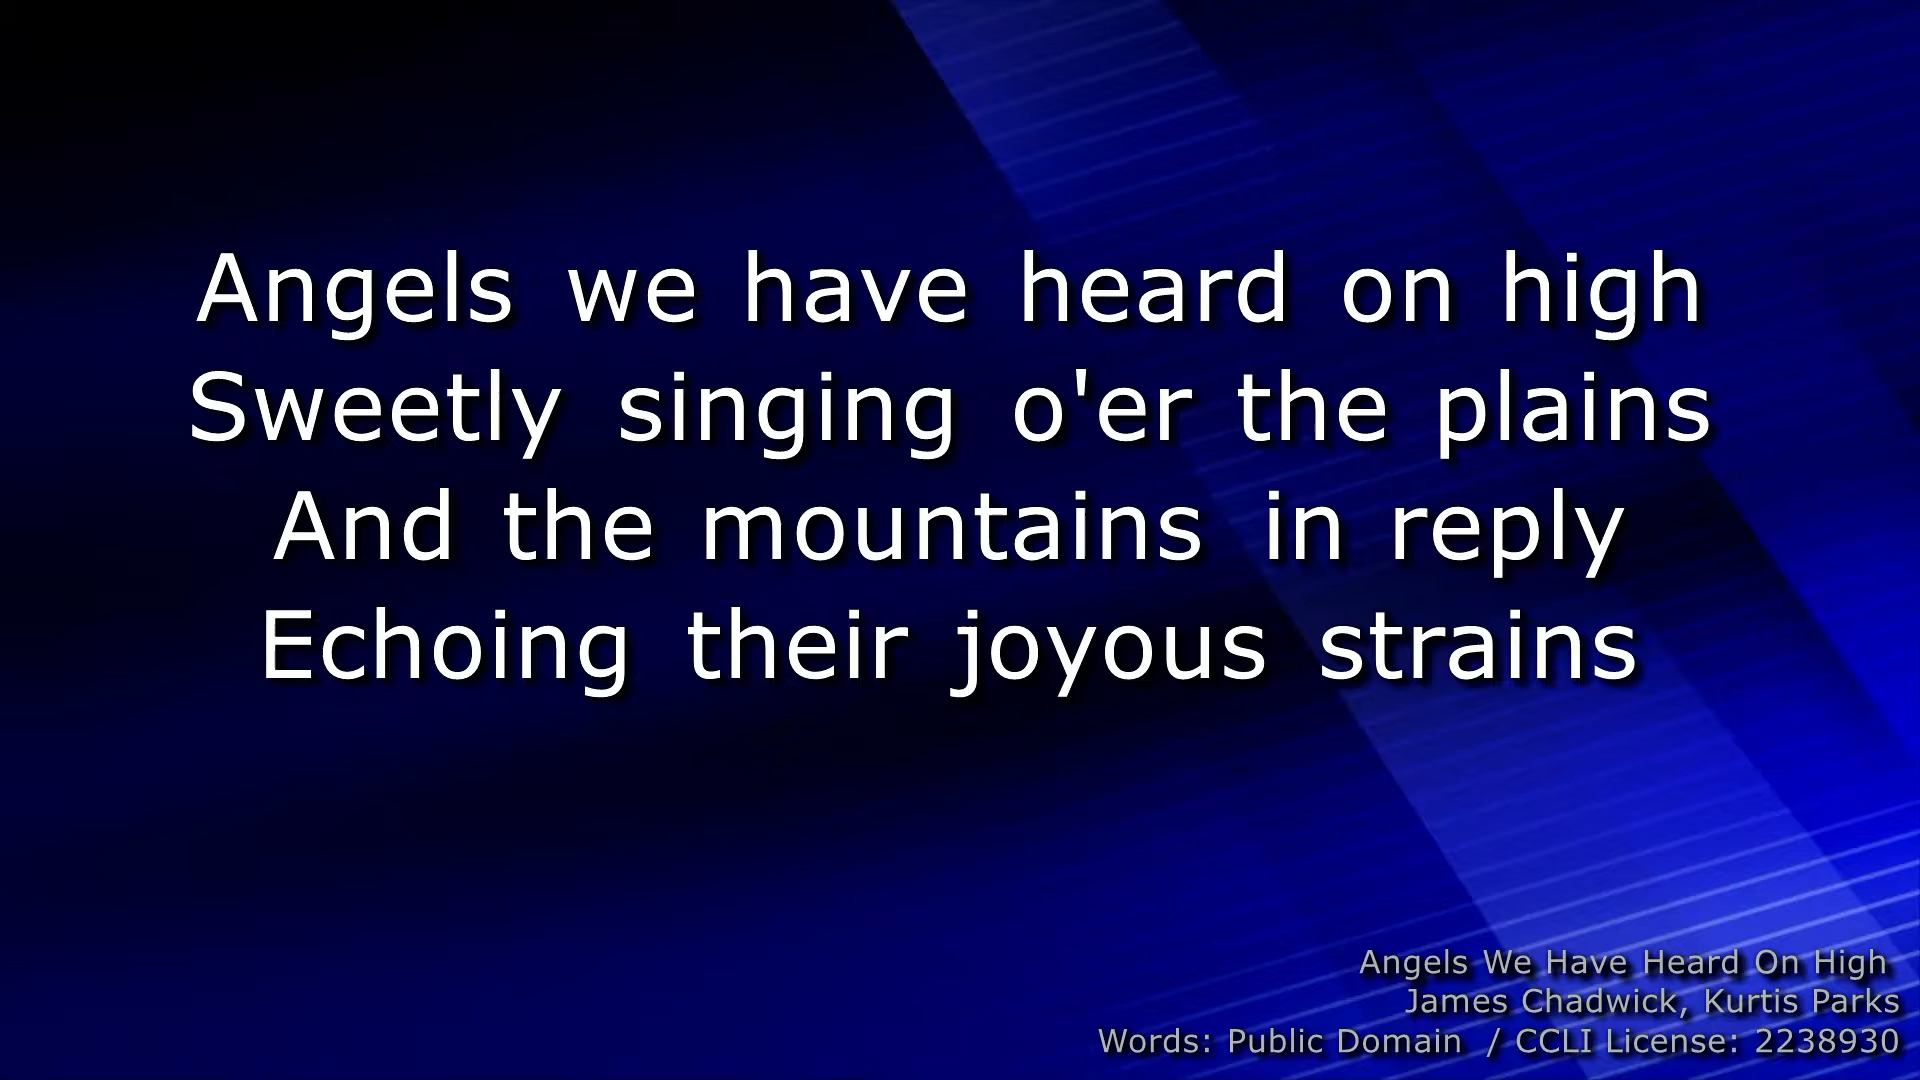 Angels we have heard on high
Sweetly singing o'er the plains
And the mountains in reply
Echoing their joyous strains
Angels We Have Heard On High
James Chadwick, Kurtis Parks
Words: Public Domain / CCLI License: 2238930